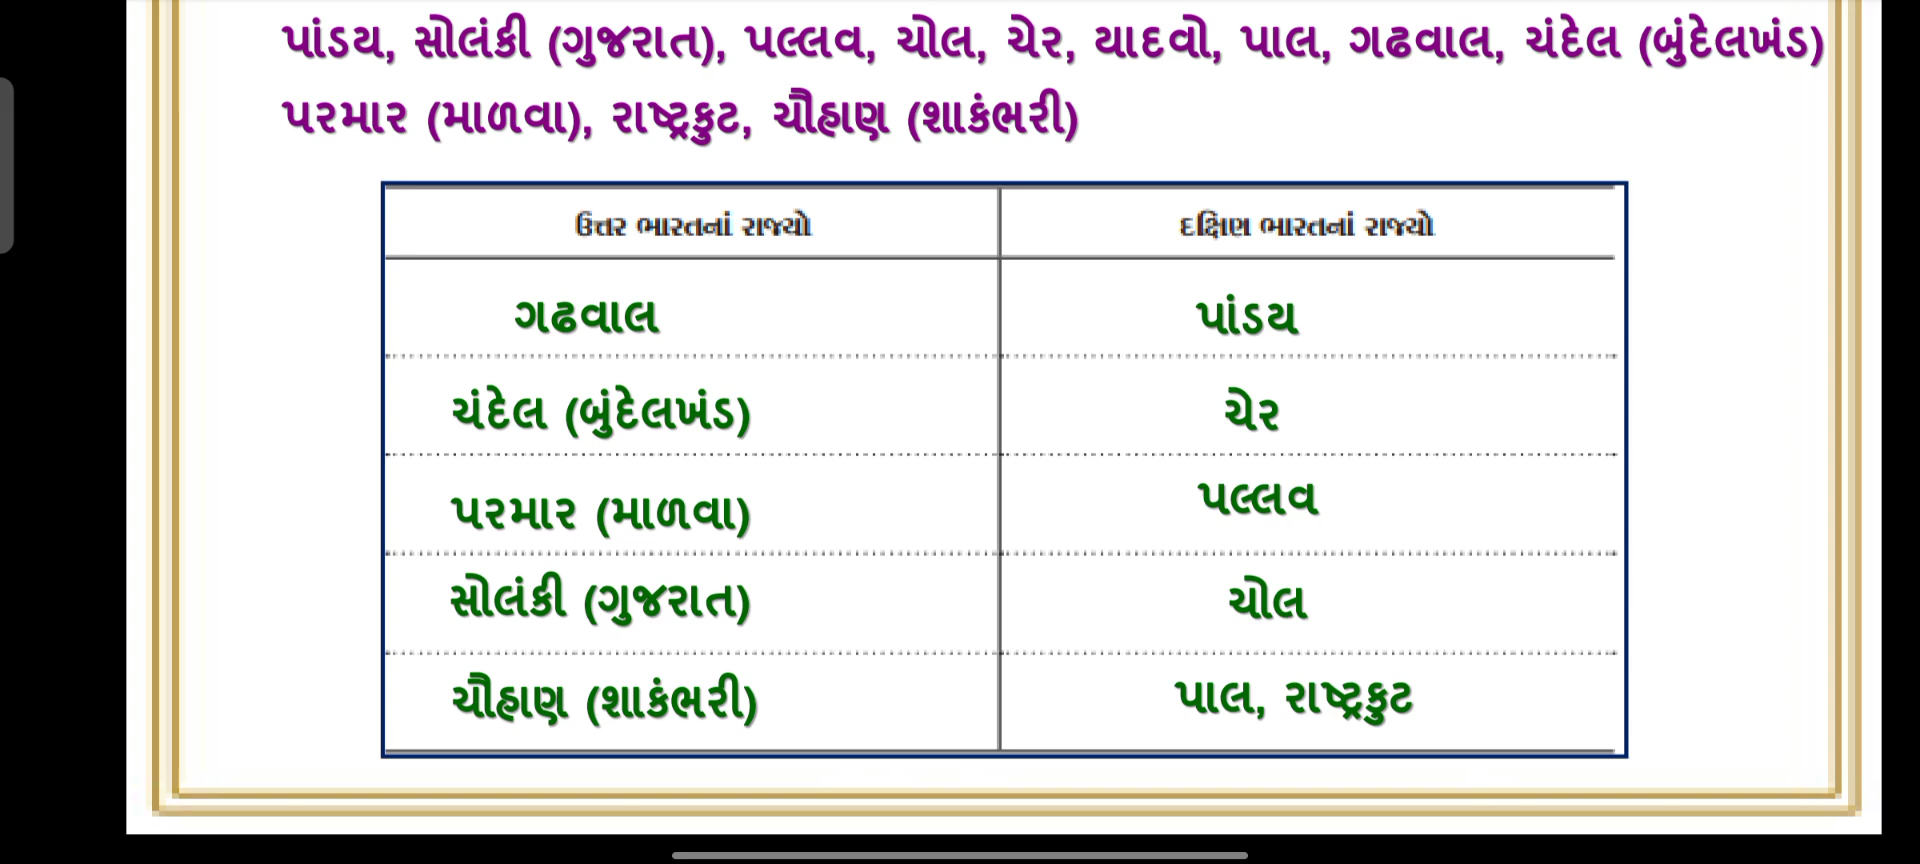 પાંડય, સોલંકી (ગુજરાત), પલ્લવ, ચોલ, ચેર, યાદવો, પાલ, ગઢવાલ, ચંદેલ (બુંદેલખંડ)
પરમાર (માળવા), રાષ્ટ્રકુટ, ચૌહાણ (શાકંભરી)
ઉત્તર ભારતનાં રાજ્યો દક્ષિણ ભારતનાં રાજ્યો
ગઢવાલ પાંડય
ચંદેલ (બુંદેલખંડ) ચેર
પરમાર (માળવા) પલ્લવ
સોલંકી (ગુજરાત) ચોલ
ચૌહાણ (શાકંભરી) પાલ, રાષ્ટ્રકુટ